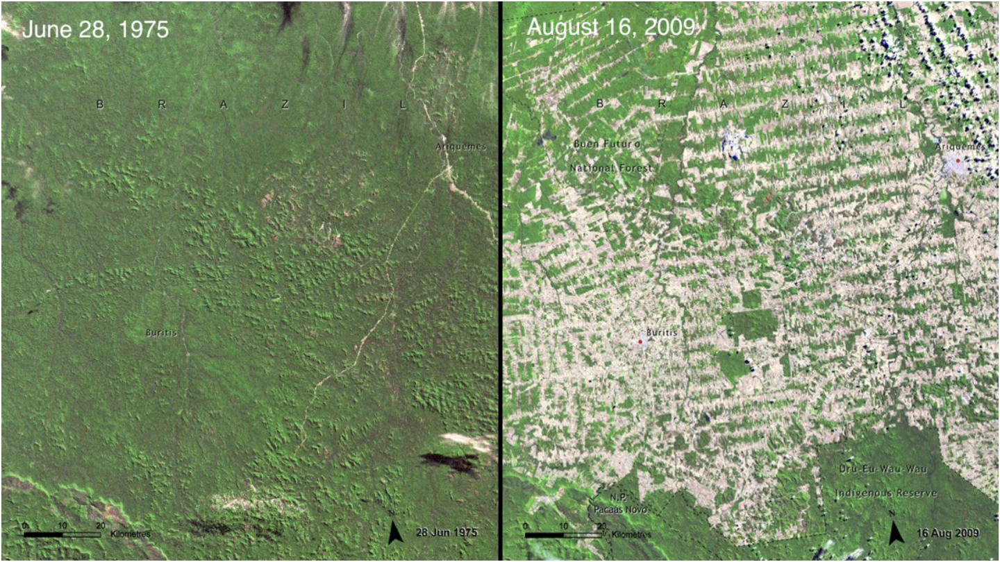 June 28, 1975
B R A Z I L
Ariquemes
Buritis
0 10 20
Kilometres
N
28 Jun 1975
August 16, 2009
B R A Z I L
Buen Futuro
National Forest
Ariquemes
Buritis
Uru-Eu-Wau-Wau
Indigenous Reserve
N.P.
Pacaás Novo
0 10 20
Kilometres
N
16 Aug 2009